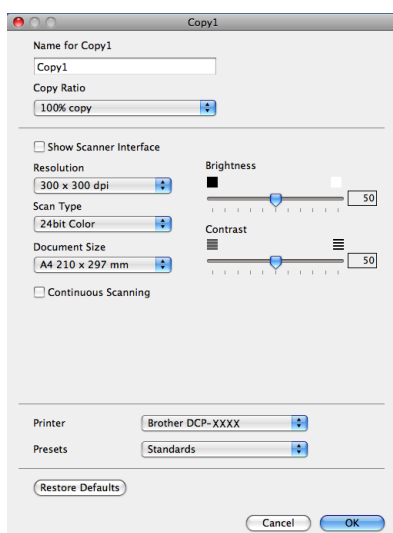 Copy1
Name for Copy1
Copy1
Copy Ratio
100% copy
Show Scanner Interface
Resolution
300 x 300 dpi
Scan Type
24bit Color
Document Size
A4 210 x 297 mm
Continuous Scanning
Brightness
50
Contrast
50
Printer
Brother DCP-XXXX
Presets
Standards
Restore Defaults
Cancel
OK